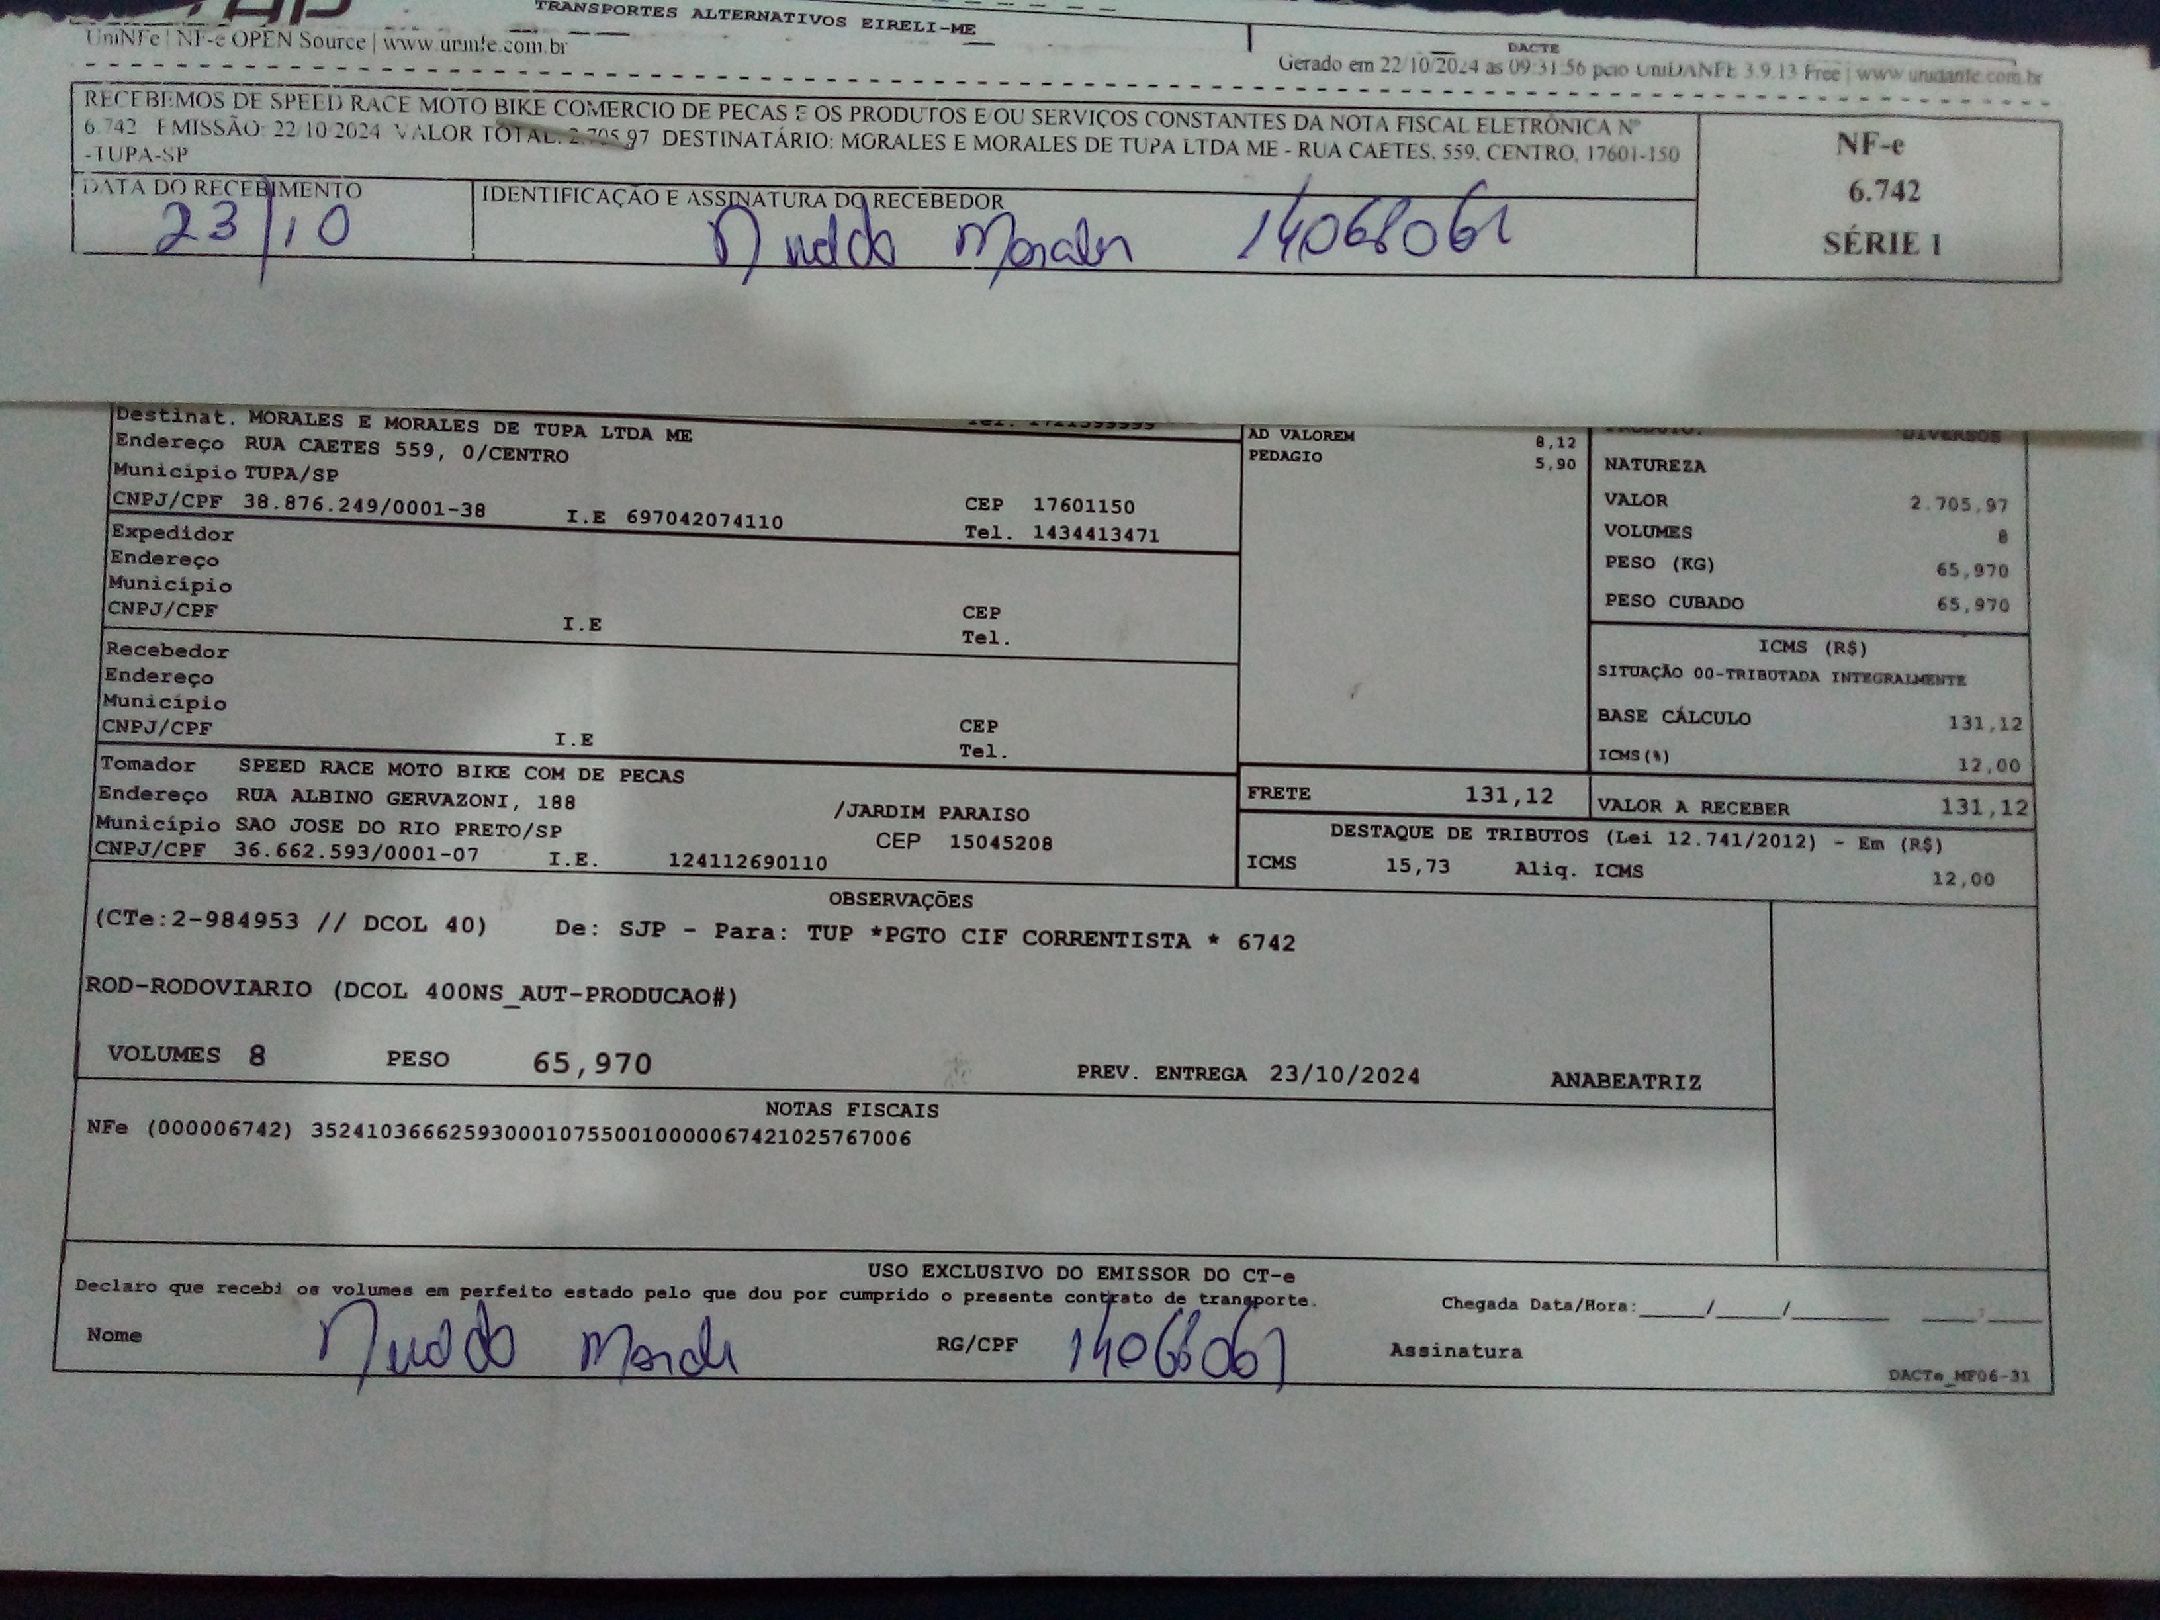 TRANSPORTES ALTERNATIVOS EIRELI-ME
UniNFe | NF-e OPEN Source | www.uninfe.com.br
DACTE
Gerado em 22/10/2024 as 09:31:56 pelo UniDANFE 3.9.13 Free | www.unidanfe.com.br
RECEBEMOS DE SPEED RACE MOTO BIKE COMERCIO DE PECAS E OS PRODUTOS E/OU SERVIÇOS CONSTANTES DA NOTA FISCAL ELETRÔNICA Nº
6.742 EMISSÃO: 22/10/2024 VALOR TOTAL: 2.705,97 DESTINATÁRIO: MORALES E MORALES DE TUPA LTDA ME - RUA CAETES, 559, CENTRO, 17601-150
-TUPA-SP
NF-e
6.742
SÉRIE 1
DATA DO RECEBIMENTO
23/10
IDENTIFICAÇÃO E ASSINATURA DO RECEBEDOR
14068061
Destinat. MORALES E MORALES DE TUPA LTDA ME
Endereço RUA CAETES 559, 0/CENTRO
Município TUPA/SP
CNPJ/CPF 38.876.249/0001-38 I.E 697042074110
CEP 17601150
Tel. 1434413471
Expedidor
Endereço
Município
CNPJ/CPF I.E
CEP
Tel.
Recebedor
Endereço
Município
CNPJ/CPF I.E
CEP
Tel.
Tomador SPEED RACE MOTO BIKE COM DE PECAS
Endereço RUA ALBINO GERVAZONI, 188 /JARDIM PARAISO
Município SAO JOSE DO RIO PRETO/SP CEP 15045208
CNPJ/CPF 36.662.593/0001-07 I.E. 124112690110
AD VALOREM 8,12
PEDAGIO 5,90
FRETE 131,12
PRODUTO: DIVERSOS
NATUREZA
VALOR 2.705,97
VOLUMES 8
PESO (KG) 65,970
PESO CUBADO 65,970
ICMS (R$)
SITUAÇÃO 00-TRIBUTADA INTEGRALMENTE
BASE CÁLCULO 131,12
ICMS(%) 12,00
VALOR A RECEBER 131,12
DESTAQUE DE TRIBUTOS (Lei 12.741/2012) - Em (R$)
ICMS 15,73 Aliq. ICMS 12,00
OBSERVAÇÕES
(CTe:2-984953 // DCOL 40) De: SJP - Para: TUP *PGTO CIF CORRENTISTA * 6742
ROD-RODOVIARIO (DCOL 400NS_AUT-PRODUCAO#)
VOLUMES 8 PESO 65,970 PREV. ENTREGA 23/10/2024 ANABEATRIZ
NOTAS FISCAIS
NFe (000006742) 35241036662593000107550010000067421025767006
USO EXCLUSIVO DO EMISSOR DO CT-e
Declaro que recebi os volumes em perfeito estado pelo que dou por cumprido o presente contrato de transporte.
Chegada Data/Hora:_____/_____/________ ____:____
Nome
RG/CPF 14068061
Assinatura
DACTe_MF06-31